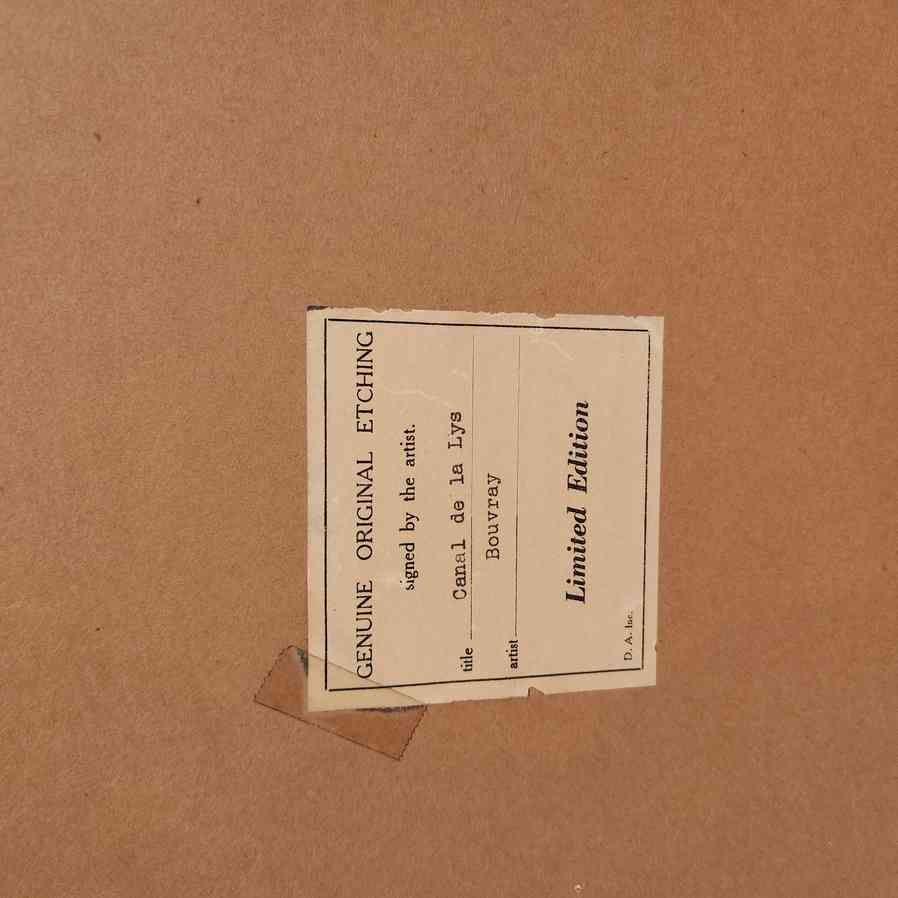 GENUINE ORIGINAL ETCHING
signed by the artist.
title Canal de la Lys
artist Bouvray
Limited Edition
D. A. Inc.